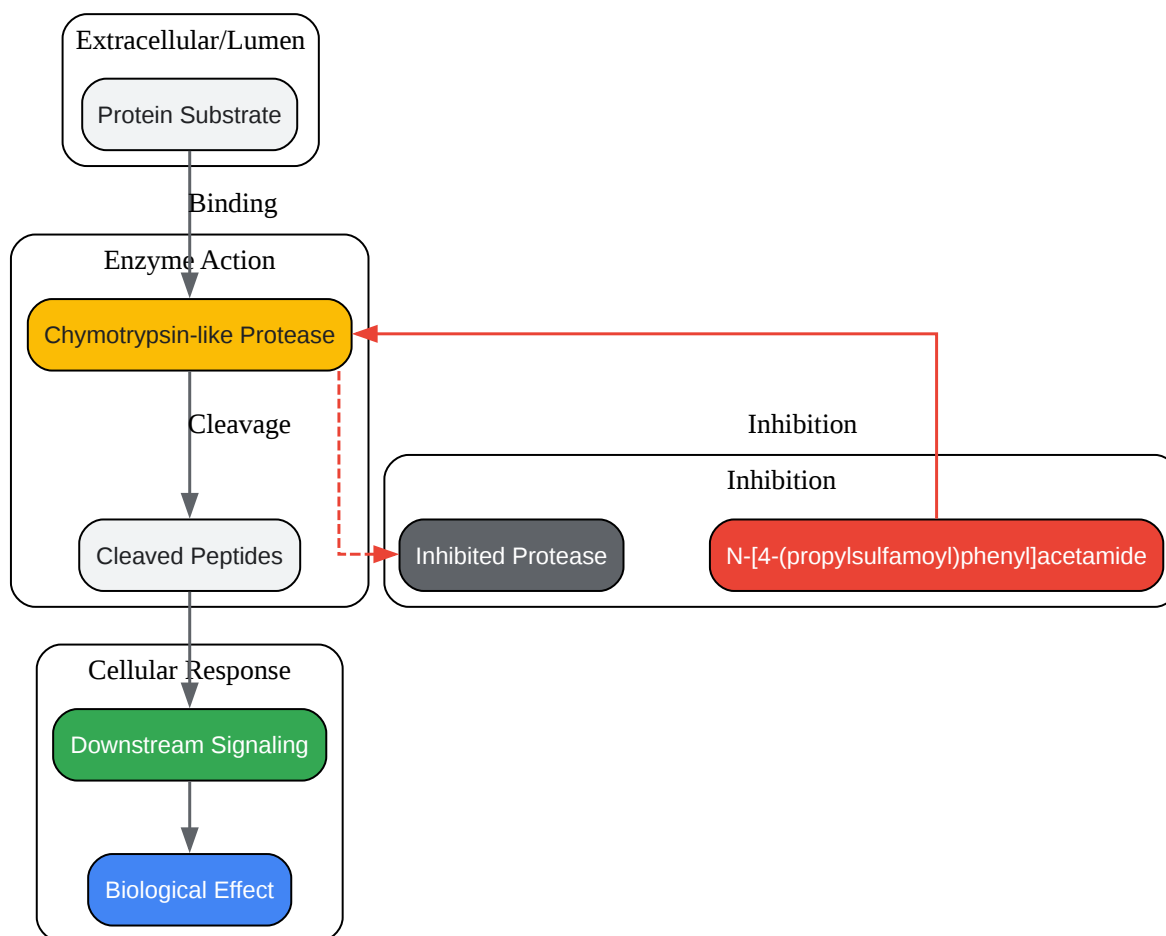 Extracellular/Lumen
Protein Substrate
Binding
Enzyme Action
Chymotrypsin-like Protease
Cleavage
Inhibition
Inhibition
Cleaved Peptides
Inhibited Protease
N-[4-(propylsulfamoyl)phenyl]acetamide
Cellular Response
Downstream Signaling
Biological Effect